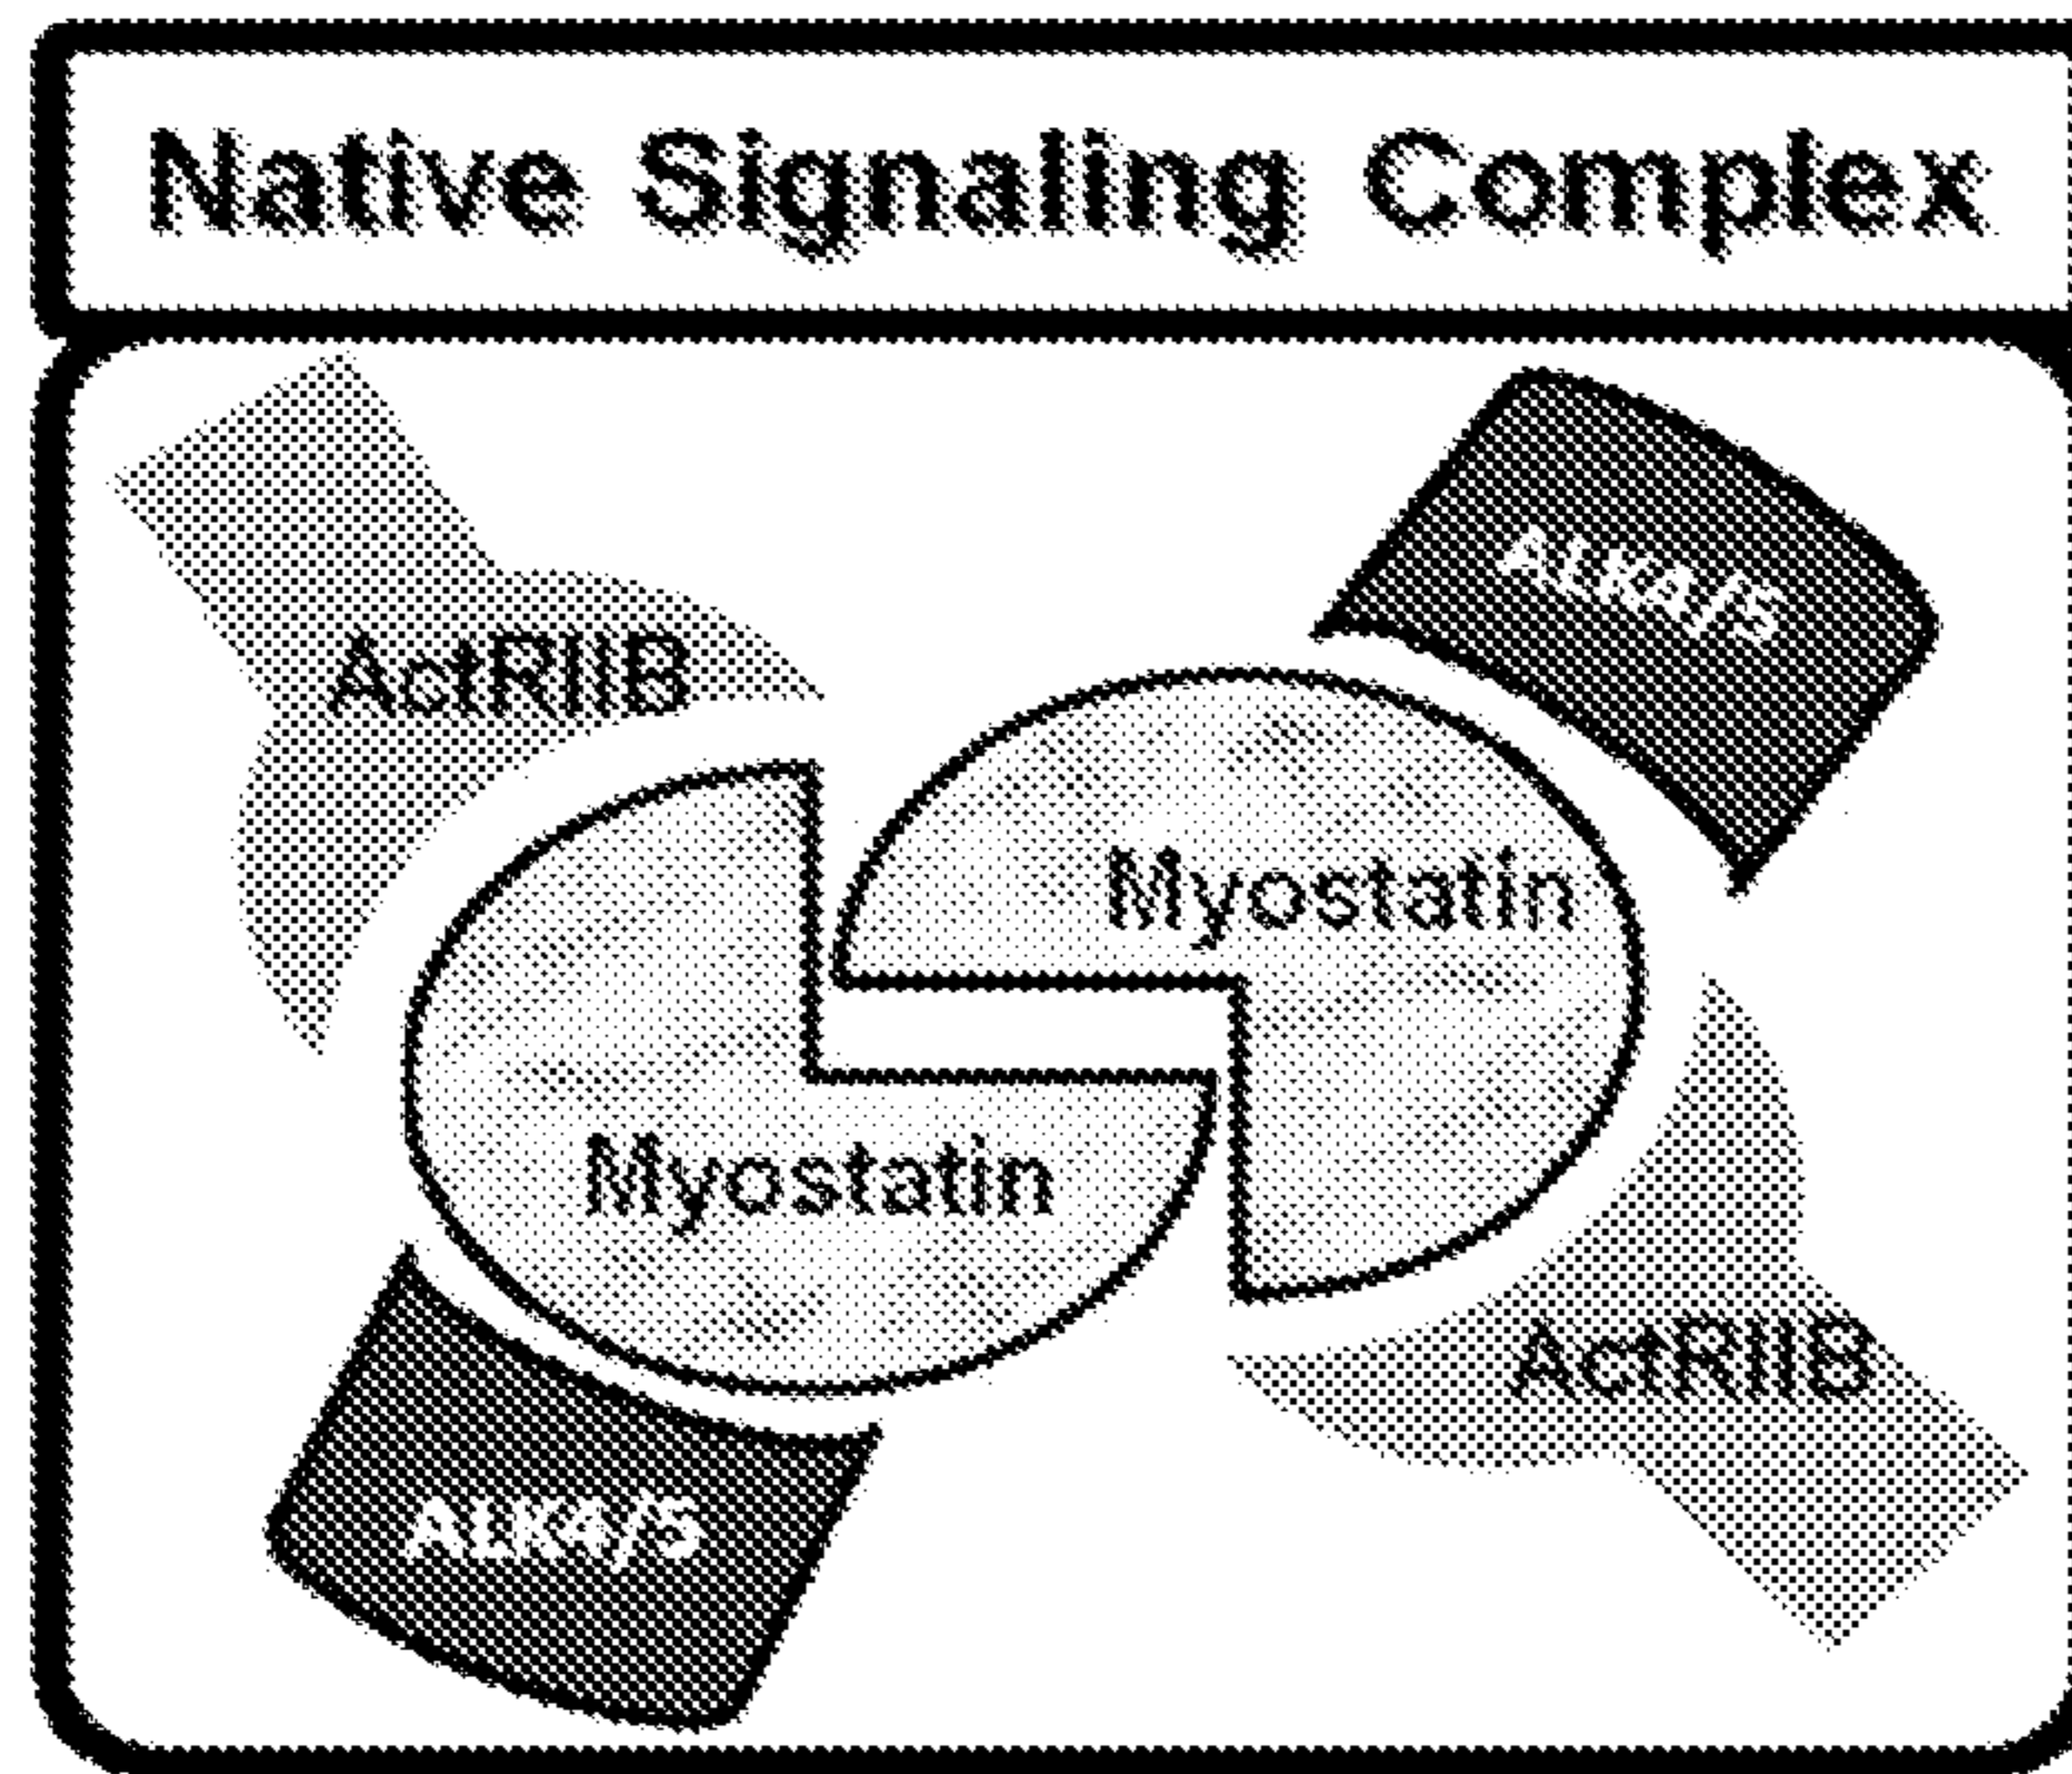 Native Signaling Complex
ALK4/5
ActRIIB
Myostatin
Myostatin
ActRIIB
ALK4/5